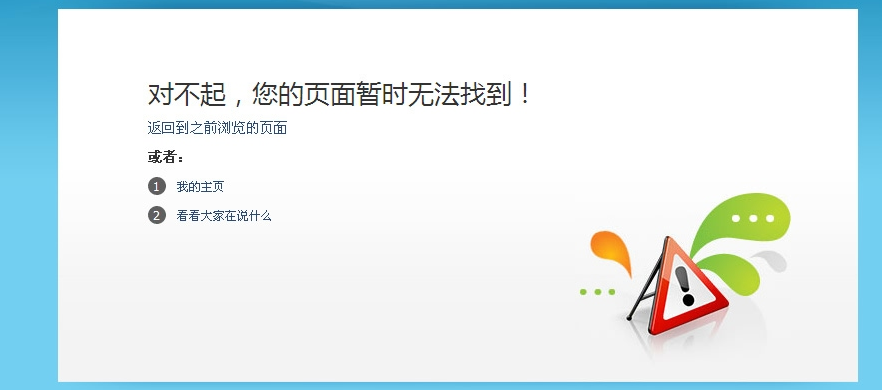 对不起，您的页面暂时无法找到！
返回到之前浏览的页面
或者：
1 我的主页
2 看看大家在说什么